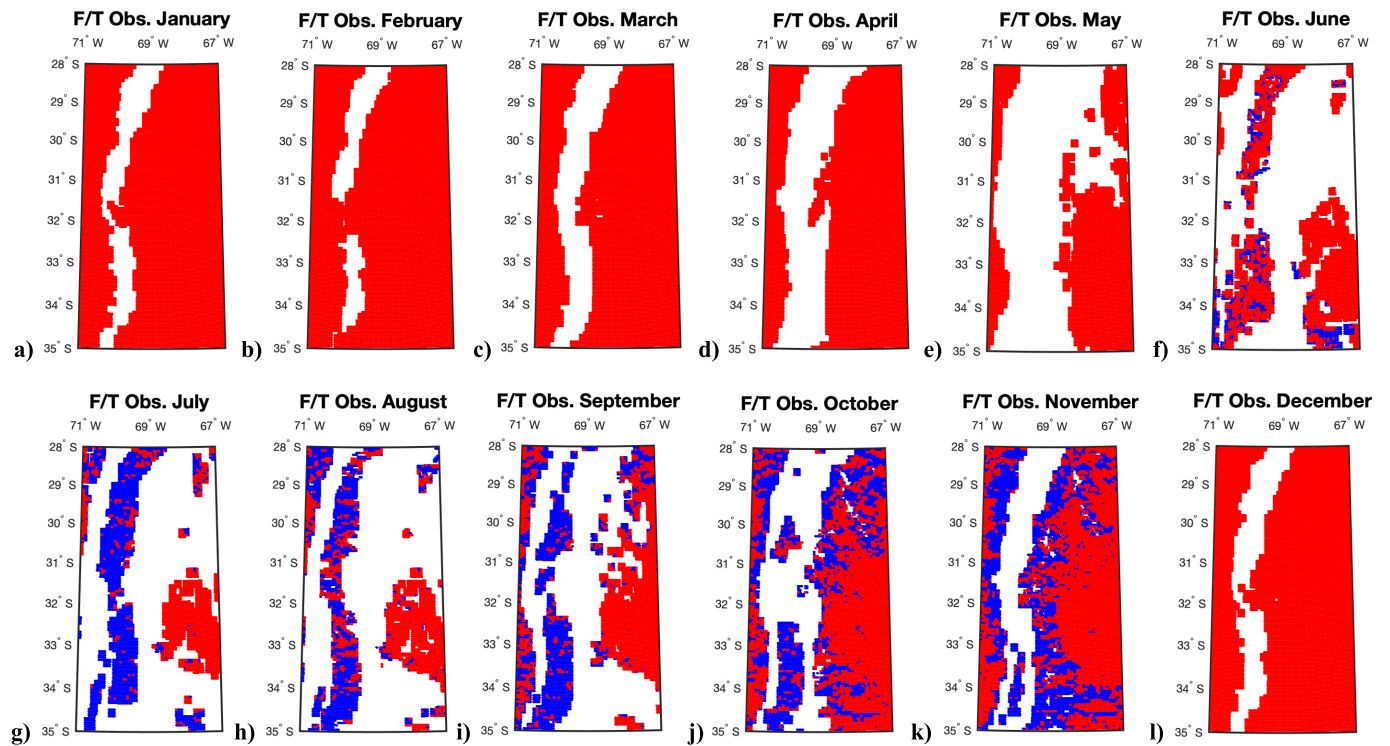 F/T Obs. January
71° W 69° W 67° W
28° S
29° S
30° S
31° S
32° S
33° S
34° S
a) 35° S
F/T Obs. February
71° W 69° W 67° W
28° S
29° S
30° S
31° S
32° S
33° S
34° S
b) 35° S
F/T Obs. March
71° W 69° W 67° W
28° S
29° S
30° S
31° S
32° S
33° S
34° S
c) 35° S
F/T Obs. April
71° W 69° W 67° W
28° S
29° S
30° S
31° S
32° S
33° S
34° S
d) 35° S
F/T Obs. May
71° W 69° W 67° W
28° S
29° S
30° S
31° S
32° S
33° S
34° S
e) 35° S
F/T Obs. June
71° W 69° W 67° W
28° S
29° S
30° S
31° S
32° S
33° S
34° S
f) 35° S
F/T Obs. July
71° W 69° W 67° W
28° S
29° S
30° S
31° S
32° S
33° S
34° S
g) 35° S
F/T Obs. August
71° W 69° W 67° W
28° S
29° S
30° S
31° S
32° S
33° S
34° S
h) 35° S
F/T Obs. September
71° W 69° W 67° W
28° S
29° S
30° S
31° S
32° S
33° S
34° S
i) 35° S
F/T Obs. October
71° W 69° W 67° W
28° S
29° S
30° S
31° S
32° S
33° S
34° S
j) 35° S
F/T Obs. November
71° W 69° W 67° W
28° S
29° S
30° S
31° S
32° S
33° S
34° S
k) 35° S
F/T Obs. December
71° W 69° W 67° W
28° S
29° S
30° S
31° S
32° S
33° S
34° S
l) 35° S